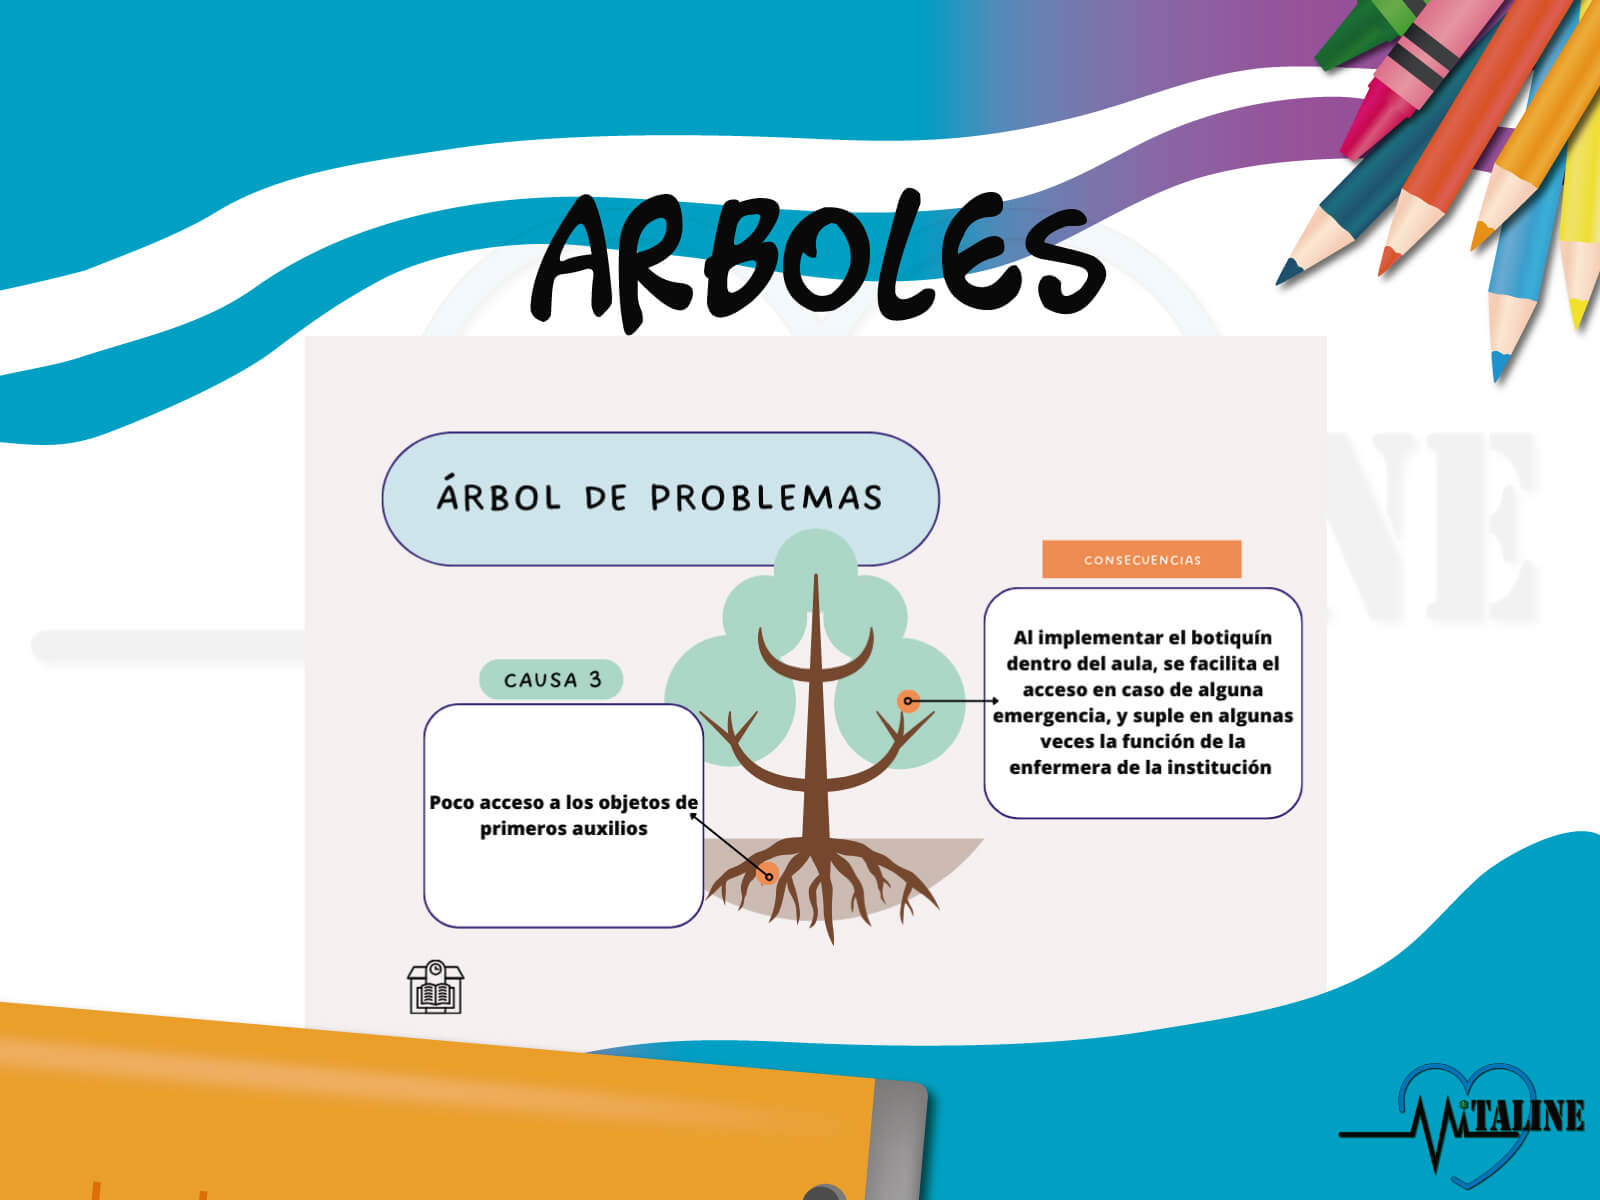 ARBOLES
ÁRBOL DE PROBLEMAS
CONSECUENCIAS
Al implementar el botiquín
dentro del aula, se facilita el
acceso en caso de alguna
emergencia, y suple en algunas
veces la función de la
enfermera de la institución
CAUSA 3
Poco acceso a los objetos de
primeros auxilios
NE
ViTALINE